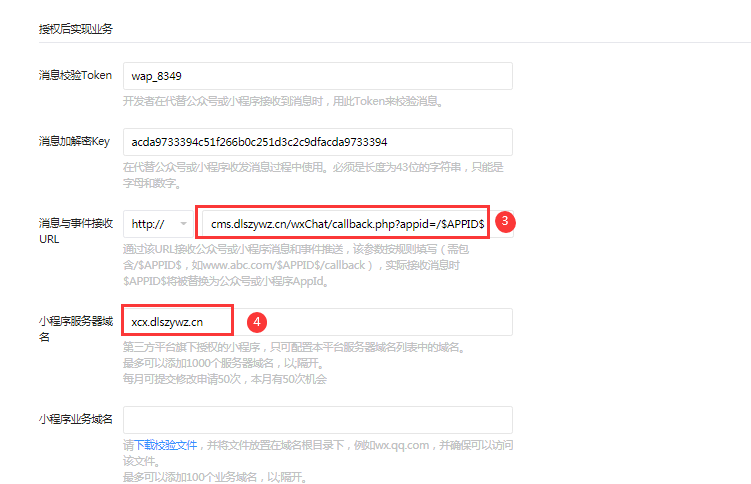 授权后实现业务
消息校验Token
wap_8349
开发者在代替公众号或小程序接收到消息时，用此Token来校验消息。
消息加解密Key
acda9733394c51f266b0c251d3c2c9dfacda9733394
在代替公众号或小程序收发消息过程中使用。必须是长度为43位的字符串，只能是
字母和数字。
消息与事件接收
URL
http://
cms.dlszywz.cn/wxChat/callback.php?appid=/$APPID$
3
通过该URL接收公众号或小程序消息和事件推送，该参数按规则填写（需包
含/$APPID$，如www.abc.com/$APPID$/callback），实际接收消息时
$APPID$将被替换为公众号或小程序AppId。
小程序服务器域
名
xcx.dlszywz.cn
4
第三方平台旗下授权的小程序，只可配置本平台服务器域名列表中的域名。
最多可以添加1000个服务器域名，以;隔开。
每月可提交修改申请50次，本月有50次机会
小程序业务域名
请下载校验文件，并将文件放置在域名根目录下，例如wx.qq.com，并确保可以访问
该文件。
最多可以添加100个业务域名，以;隔开。